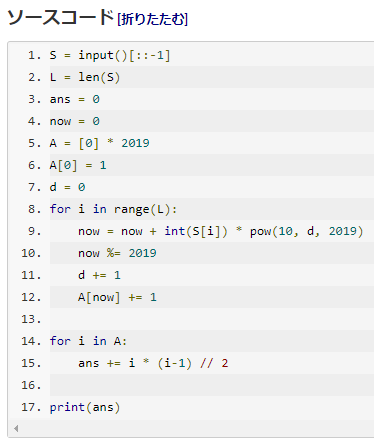 ソースコード [折りたたむ]
1. S = input()[::-1]
2. L = len(S)
3. ans = 0
4. now = 0
5. A = [0] * 2019
6. A[0] = 1
7. d = 0
8. for i in range(L):
9.     now = now + int(S[i]) * pow(10, d, 2019)
10.     now %= 2019
11.     d += 1
12.     A[now] += 1
13.
14. for i in A:
15.     ans += i * (i-1) // 2
16.
17. print(ans)